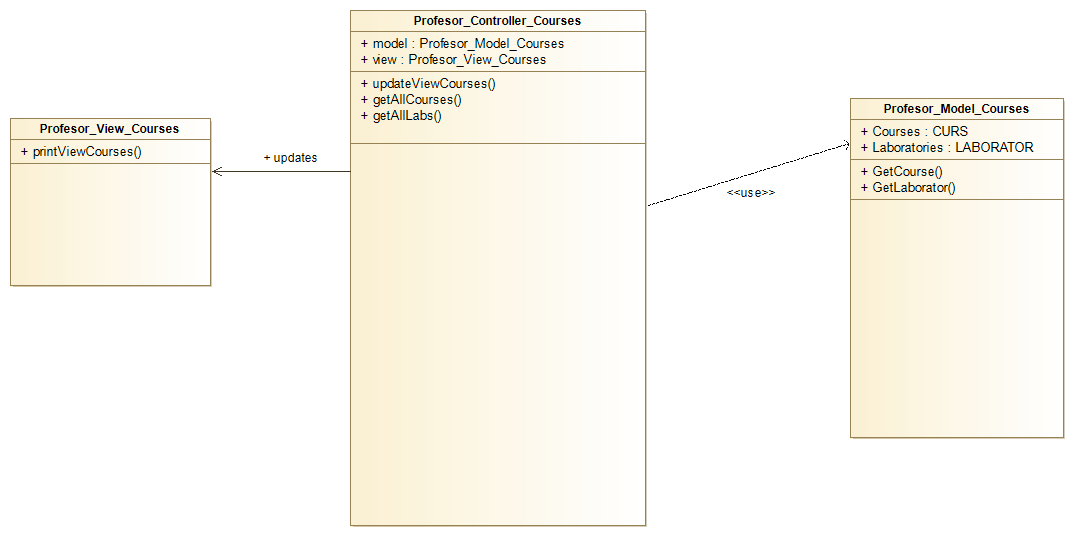 Profesor_Controller_Courses
+ model : Profesor_Model_Courses
+ view : Profesor_View_Courses
+ updateViewCourses()
+ getAllCourses()
+ getAllLabs()
Profesor_View_Courses
+ printViewCourses()
+ updates
<<use>>
Profesor_Model_Courses
+ Courses : CURS
+ Laboratories : LABORATOR
+ GetCourse()
+ GetLaborator()